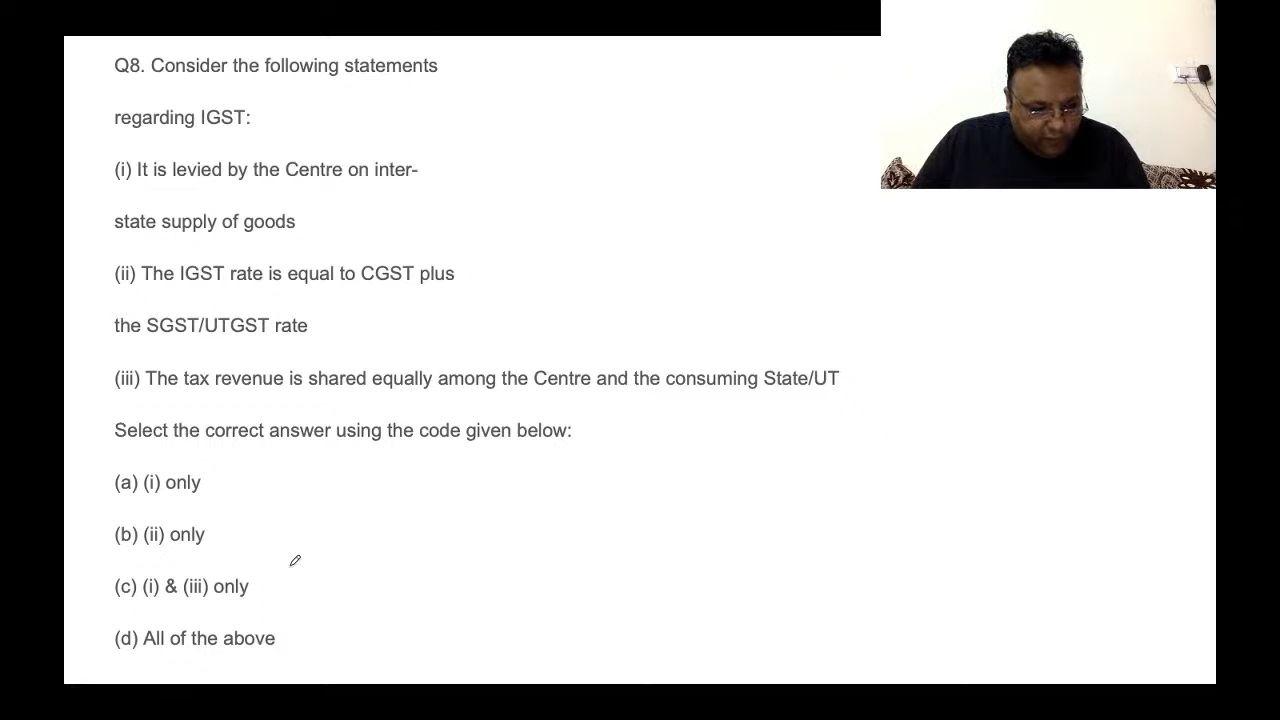 Q8. Consider the following statements
regarding IGST:
(i) It is levied by the Centre on inter-
state supply of goods
(ii) The IGST rate is equal to CGST plus
the SGST/UTGST rate
(iii) The tax revenue is shared equally among the Centre and the consuming State/UT
Select the correct answer using the code given below:
(a) (i) only
(b) (ii) only
(c) (i) & (iii) only
(d) All of the above